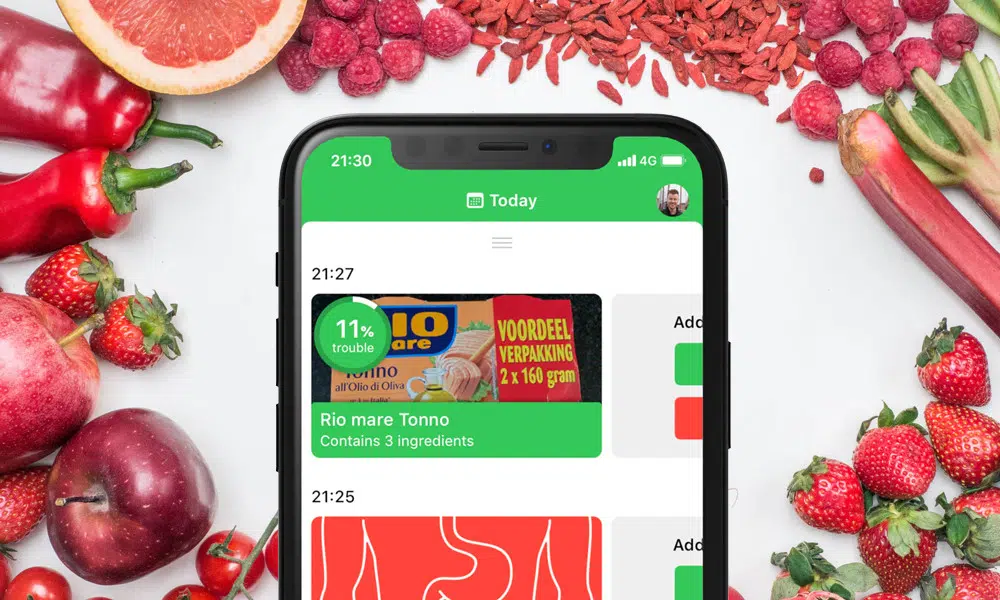 21:30
4G
Today
21:27
11%
trouble
IO
are
Tonno
all'Olio di Oliva
VOORDEEL
VERPAKKING
2 x 160 gram
Rio mare Tonno
Contains 3 ingredients
Add
21:25
Add